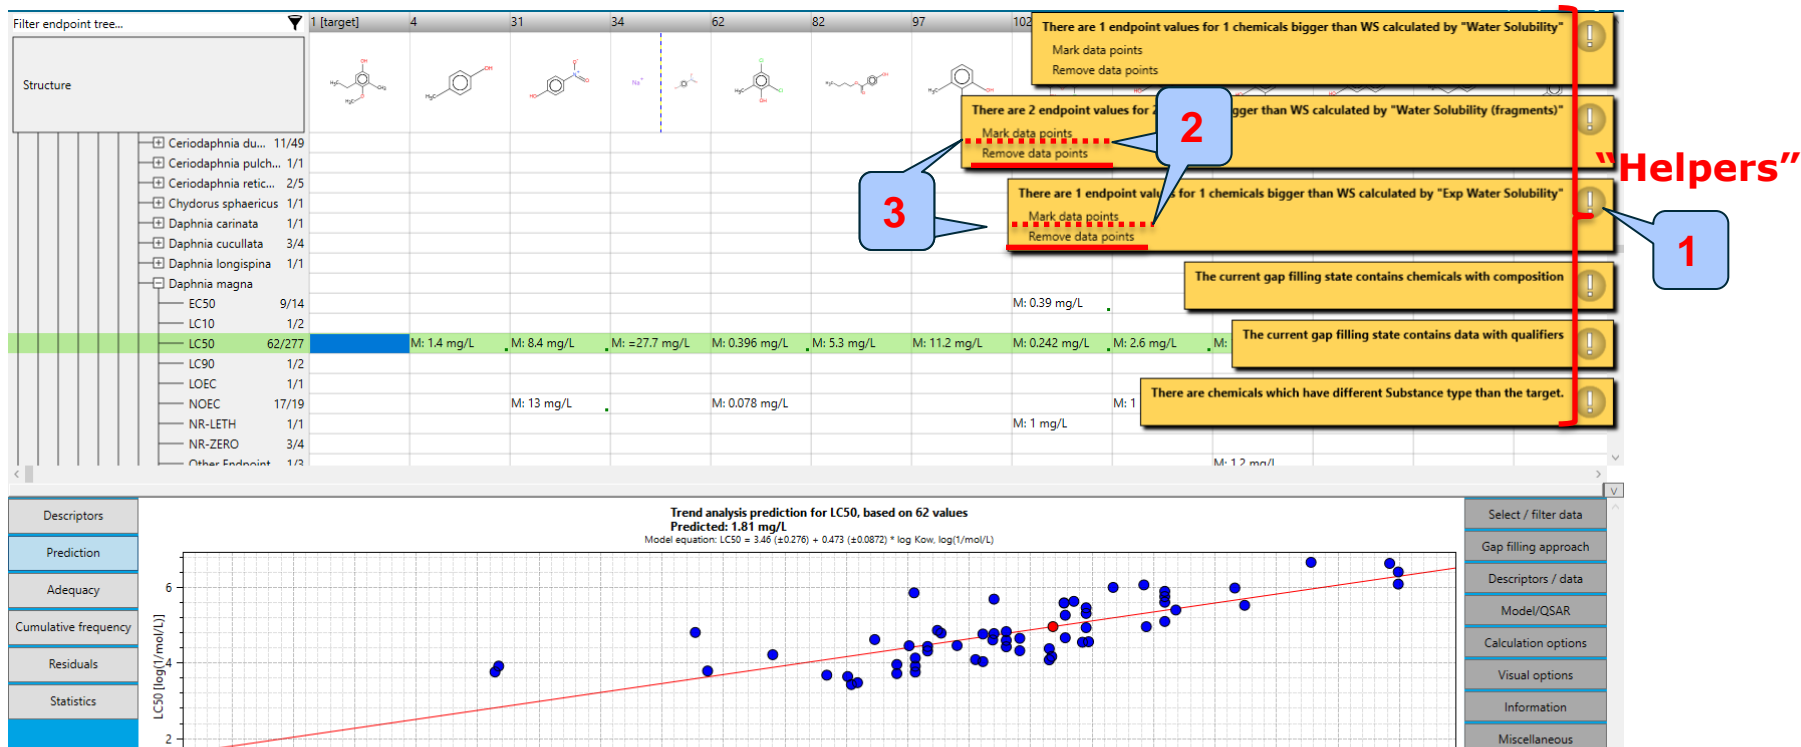 Filter endpoint tree...
1 [target] 4 31 34 62 82 97 102
Structure
There are 1 endpoint values for 1 chemicals bigger than WS calculated by "Water Solubility"
Mark data points
Remove data points
There are 2 endpoint values for 2 gger than WS calculated by "Water Solubility (fragments)"
Mark data points
Remove data points
2
"Helpers"
There are 1 endpoint values for 1 chemicals bigger than WS calculated by "Exp Water Solubility"
Mark data points
Remove data points
3
1
The current gap filling state contains chemicals with composition
The current gap filling state contains data with qualifiers
There are chemicals which have different Substance type than the target.
Ceriodaphnia du... 11/49
Ceriodaphnia pulch... 1/1
Ceriodaphnia retic... 2/5
Chydorus sphaericus 1/1
Daphnia carinata 1/1
Daphnia cucullata 3/4
Daphnia longispina 1/1
Daphnia magna
EC50 9/14 M: 0.39 mg/L
LC10 1/2
LC50 62/277 M: 1.4 mg/L M: 8.4 mg/L M: =27.7 mg/L M: 0.396 mg/L M: 5.3 mg/L M: 11.2 mg/L M: 0.242 mg/L M: 2.6 mg/L M:
LC90 1/2
LOEC 1/1
NOEC 17/19 M: 13 mg/L M: 0.078 mg/L M: 1
NR-LETH 1/1 M: 1 mg/L
NR-ZERO 3/4
Other Endpoint 1/3 M: 1.2 mg/L
Descriptors
Prediction
Adequacy
Cumulative frequency
Residuals
Statistics
Trend analysis prediction for LC50, based on 62 values
Predicted: 1.81 mg/L
Model equation: LC50 = 3.46 (±0.276) + 0.473 (±0.0872) * log Kow, log(1/mol/L)
LC50 [log(1/mol/L)]
6
4
2
Select / filter data
Gap filling approach
Descriptors / data
Model/QSAR
Calculation options
Visual options
Information
Miscellaneous